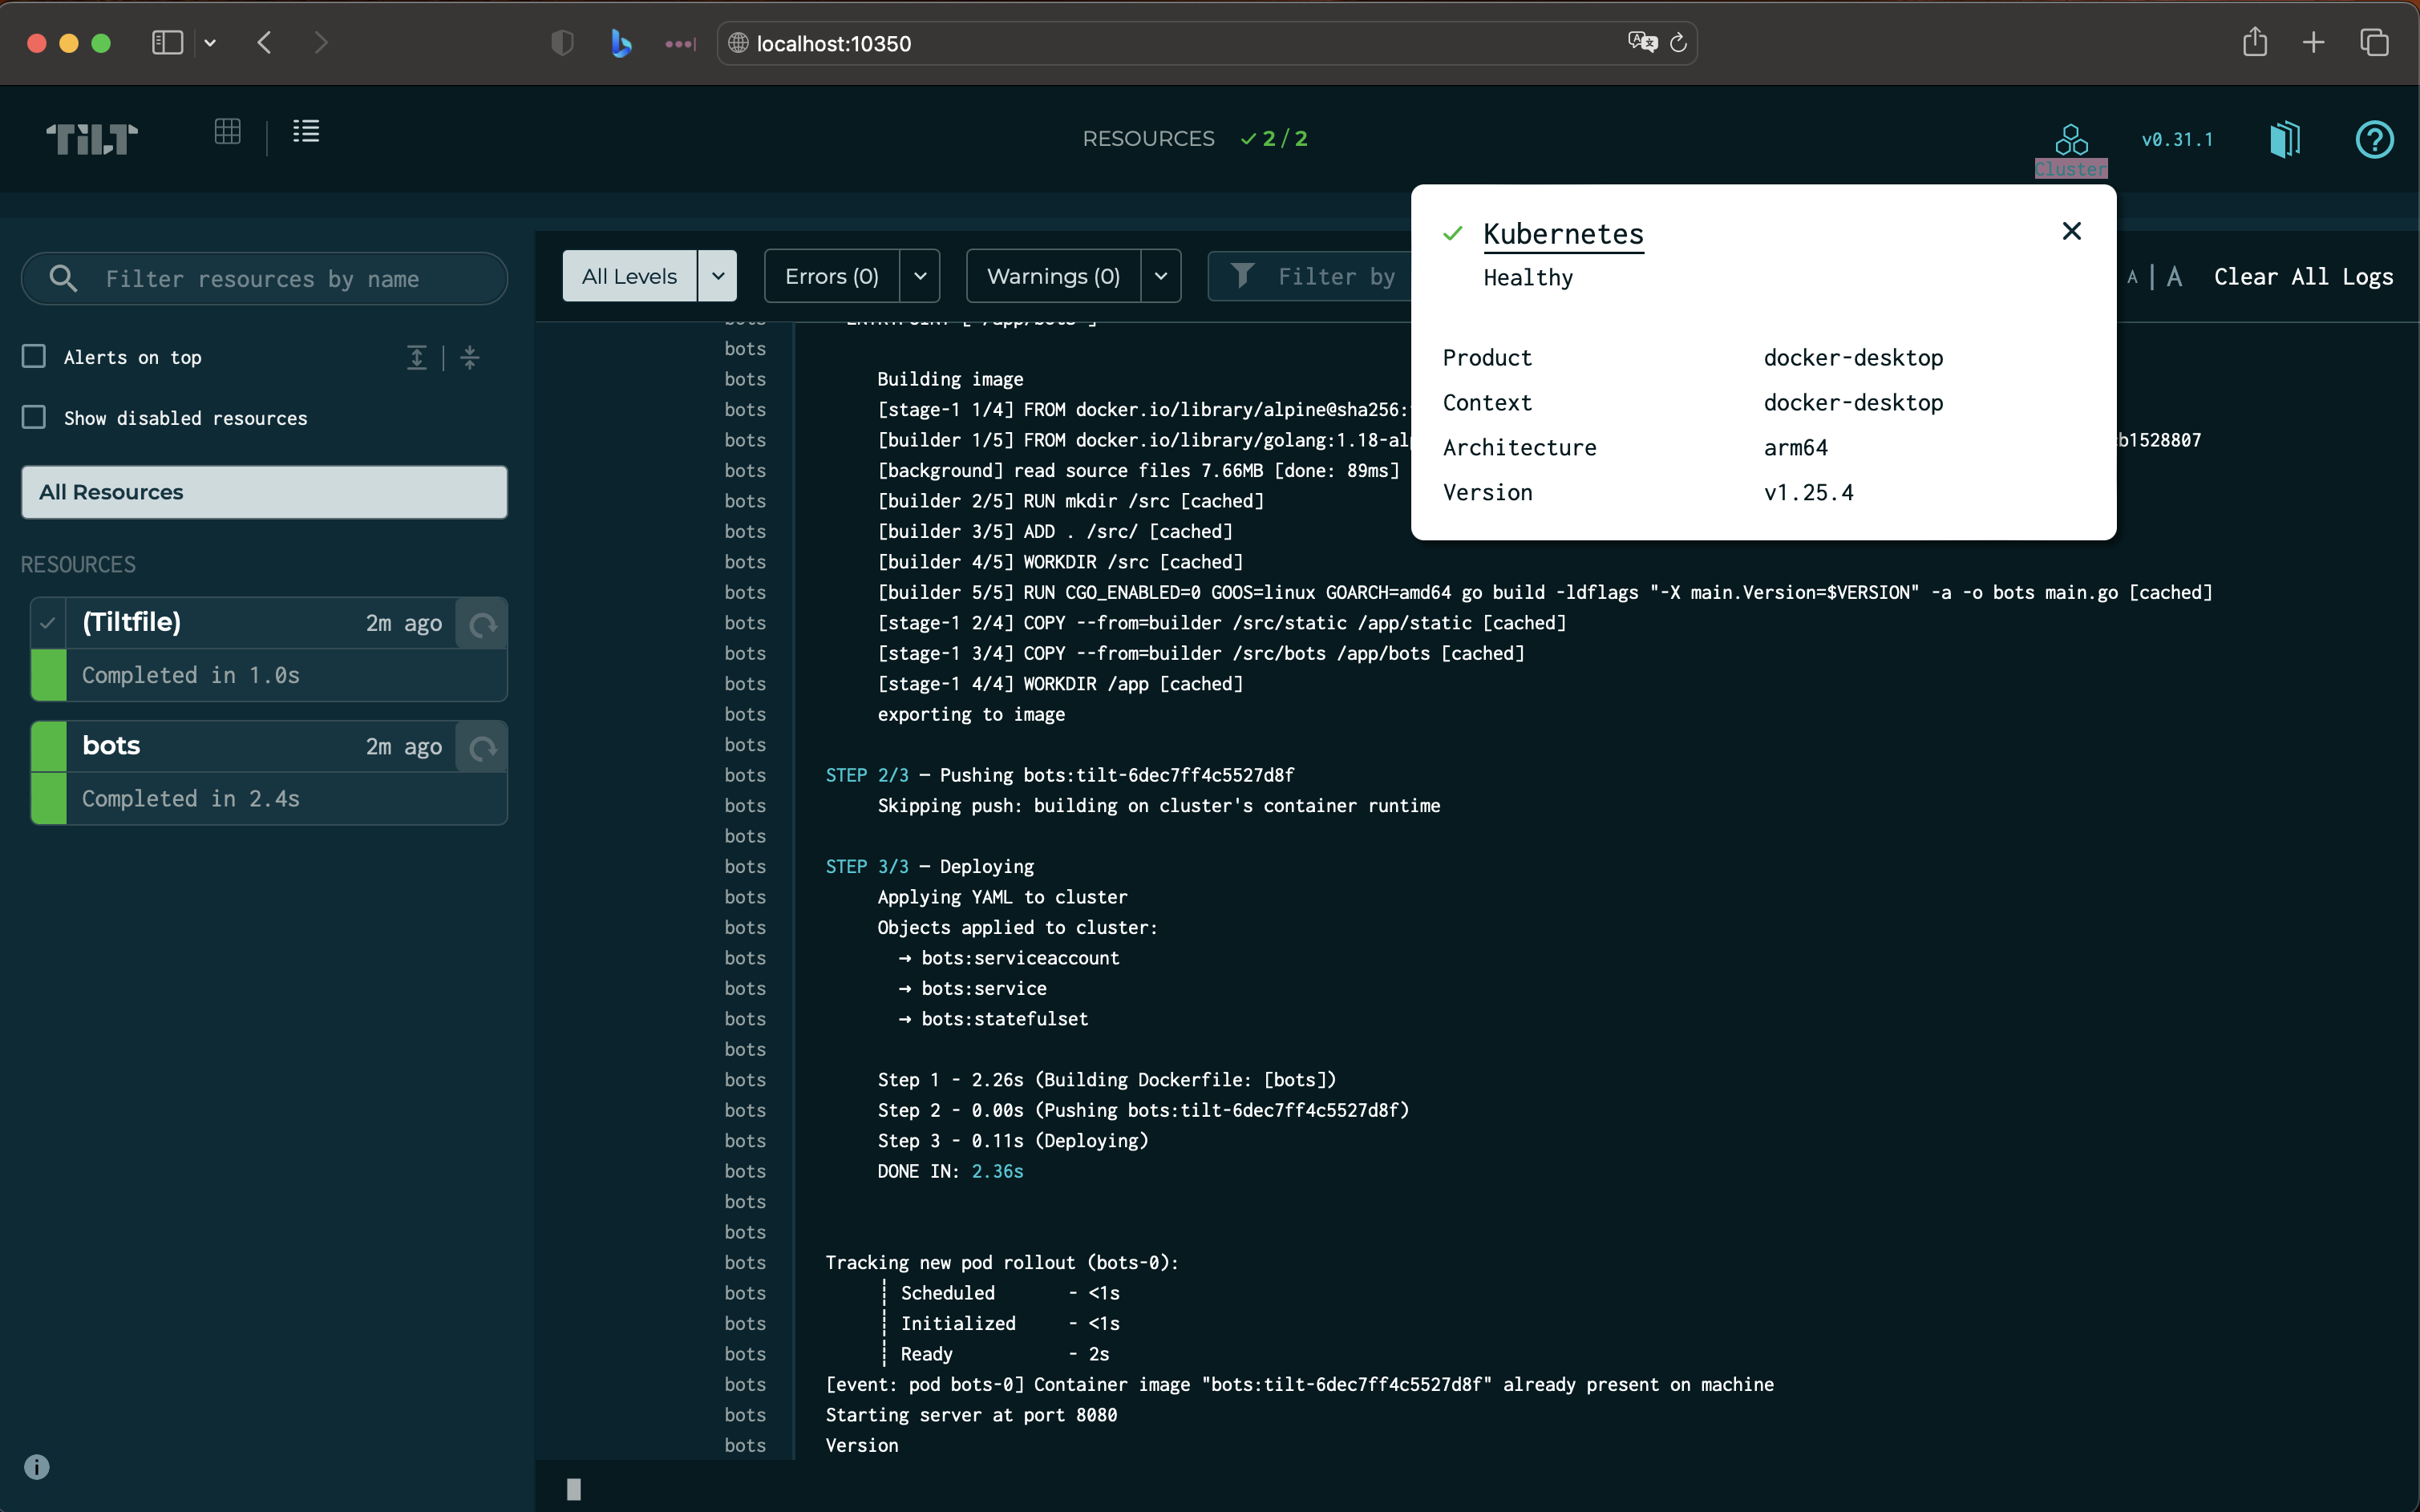 localhost:10350
TiLT
RESOURCES ✓ 2 / 2
Cluster
v0.31.1
Filter resources by name
Alerts on top
Show disabled resources
All Resources
RESOURCES
(Tiltfile) 2m ago
Completed in 1.0s
bots 2m ago
Completed in 2.4s
All Levels
Errors (0)
Warnings (0)
Filter by
A | A
Clear All Logs
Kubernetes
Healthy
Product docker-desktop
Context docker-desktop
Architecture arm64
Version v1.25.4
bots
bots Building image
bots [stage-1 1/4] FROM docker.io/library/alpine@sha256:
bots [builder 1/5] FROM docker.io/library/golang:1.18-al b1528807
bots [background] read source files 7.66MB [done: 89ms]
bots [builder 2/5] RUN mkdir /src [cached]
bots [builder 3/5] ADD . /src/ [cached]
bots [builder 4/5] WORKDIR /src [cached]
bots [builder 5/5] RUN CGO_ENABLED=0 GOOS=linux GOARCH=amd64 go build -ldflags "-X main.Version=$VERSION" -a -o bots main.go [cached]
bots [stage-1 2/4] COPY --from=builder /src/static /app/static [cached]
bots [stage-1 3/4] COPY --from=builder /src/bots /app/bots [cached]
bots [stage-1 4/4] WORKDIR /app [cached]
bots exporting to image
bots
bots STEP 2/3 — Pushing bots:tilt-6dec7ff4c5527d8f
bots Skipping push: building on cluster's container runtime
bots
bots STEP 3/3 — Deploying
bots Applying YAML to cluster
bots Objects applied to cluster:
bots → bots:serviceaccount
bots → bots:service
bots → bots:statefulset
bots
bots Step 1 - 2.26s (Building Dockerfile: [bots])
bots Step 2 - 0.00s (Pushing bots:tilt-6dec7ff4c5527d8f)
bots Step 3 - 0.11s (Deploying)
bots DONE IN: 2.36s
bots
bots
bots Tracking new pod rollout (bots-0):
bots ┊ Scheduled - <1s
bots ┊ Initialized - <1s
bots ┊ Ready - 2s
bots [event: pod bots-0] Container image "bots:tilt-6dec7ff4c5527d8f" already present on machine
bots Starting server at port 8080
bots Version